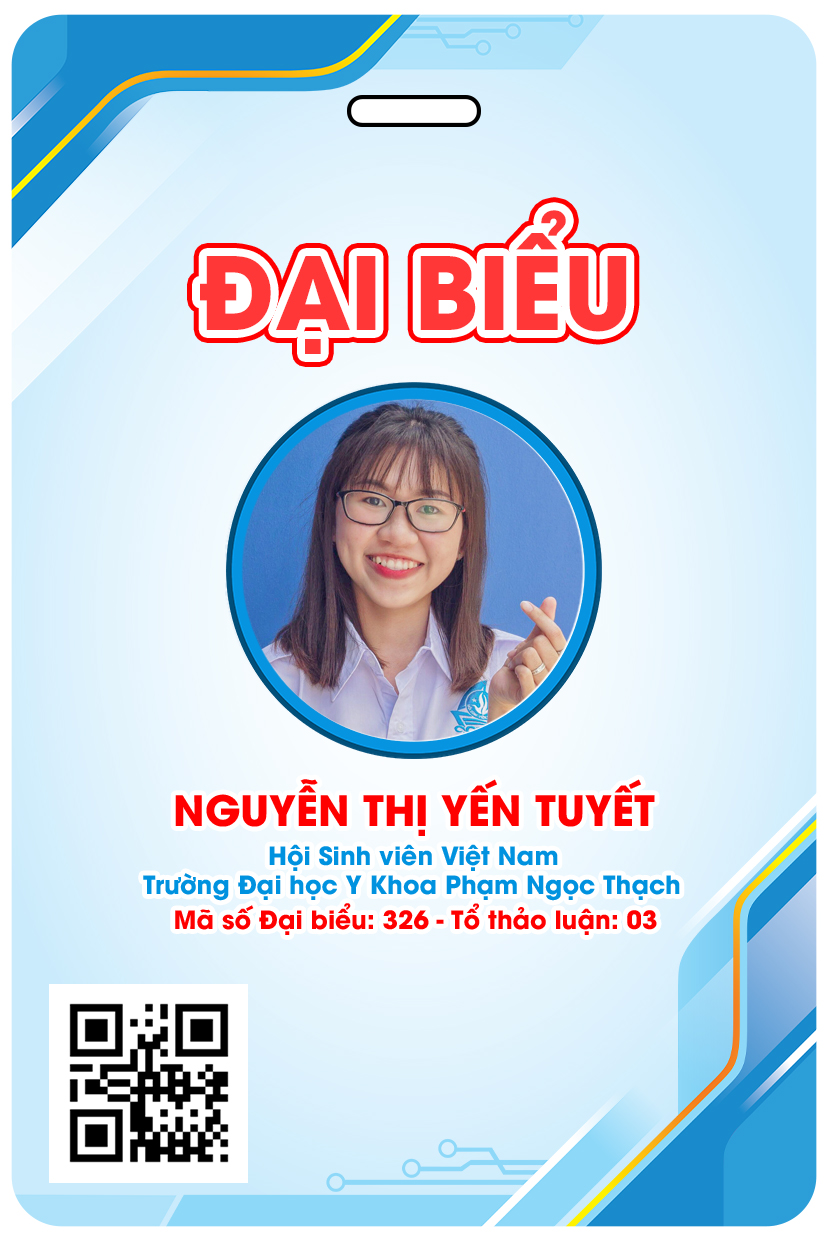 ĐẠI BIỂU
NGUYỄN THỊ YẾN TUYẾT
Hội Sinh viên Việt Nam
Trường Đại học Y Khoa Phạm Ngọc Thạch
Mã số Đại biểu: 326 - Tổ thảo luận: 03